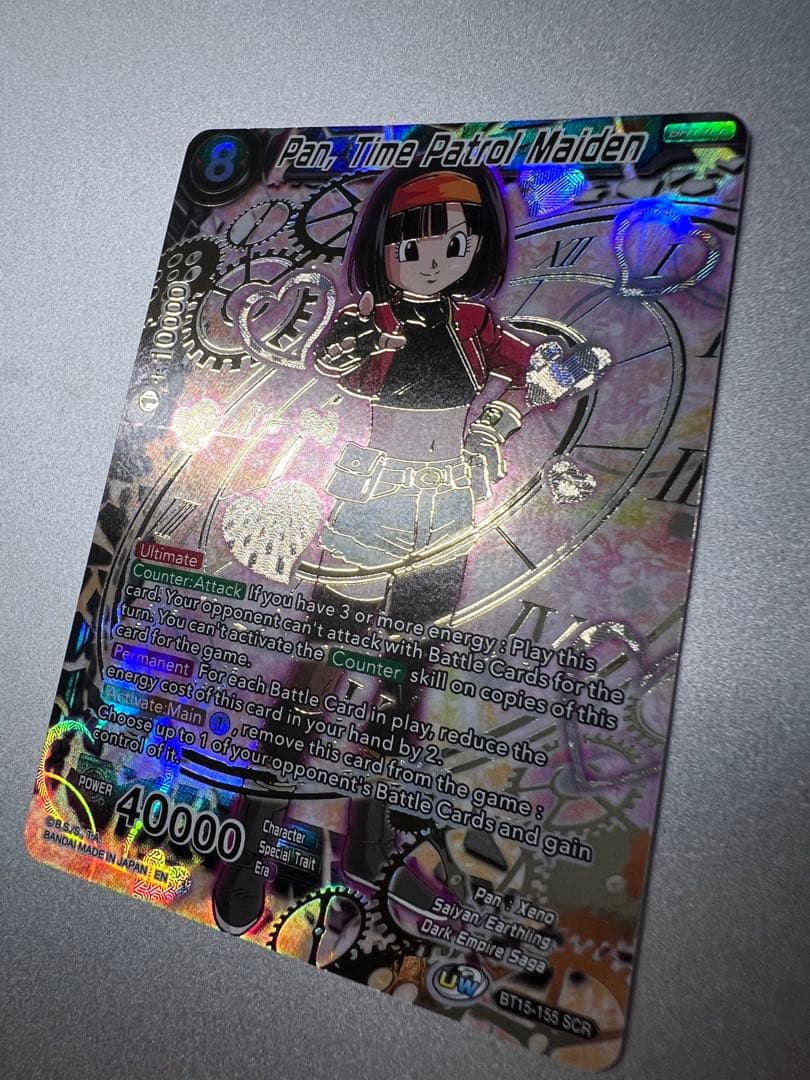 8
Pan, Time Patrol Maiden
+10000
XII
I
Ultimate
Counter:Attack If you have 3 or more energy : Play this
card. Your opponent can't attack with Battle Cards for the
turn. You can't activate the Counter skill on copies of this
card for the game.
Permanent For each Battle Card in play, reduce the
energy cost of this card in your hand by 2.
Activate:Main 1, remove this card from the game :
Choose up to 1 of your opponent's Battle Cards and gain
control of it.
IV
POWER
40000
Character
Special Trait
Era
Pan : Xeno
Saiyan/Earthling
Dark Empire Saga
©B.S./S.,T.A.
BANDAI MADE IN JAPAN EN
UW
BT15-155 SCR